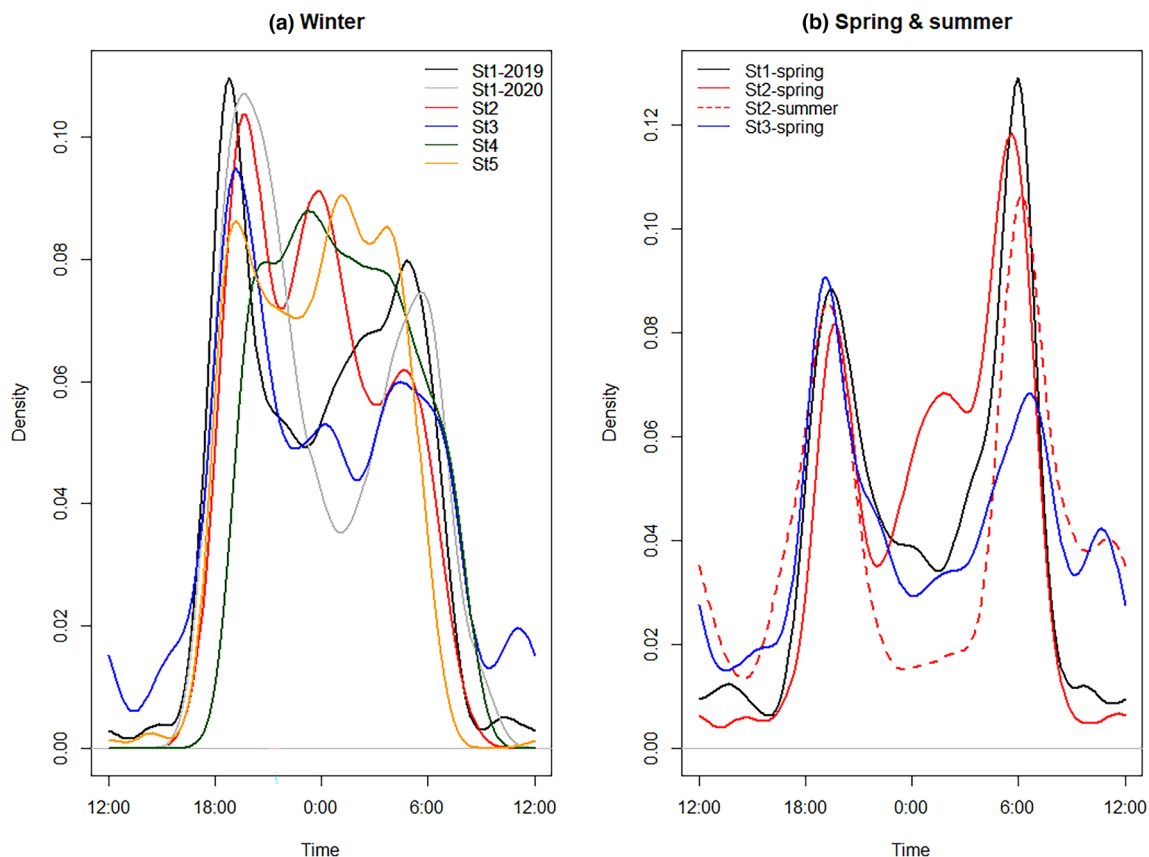 (a) Winter
St1-2019
St1-2020
St2
St3
St4
St5
Density
0.00
0.02
0.04
0.06
0.08
0.10
12:00
18:00
0:00
6:00
12:00
Time
(b) Spring & summer
St1-spring
St2-spring
St2-summer
St3-spring
Density
0.00
0.02
0.04
0.06
0.08
0.10
0.12
12:00
18:00
0:00
6:00
12:00
Time